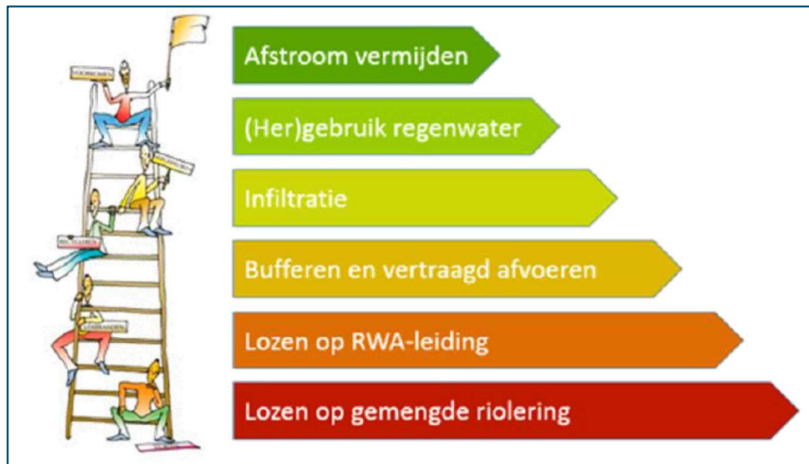 Afstroom vermijden
(Her)gebruik regenwater
Infiltratie
Bufferen en vertraagd afvoeren
Lozen op RWA-leiding
Lozen op gemengde riolering